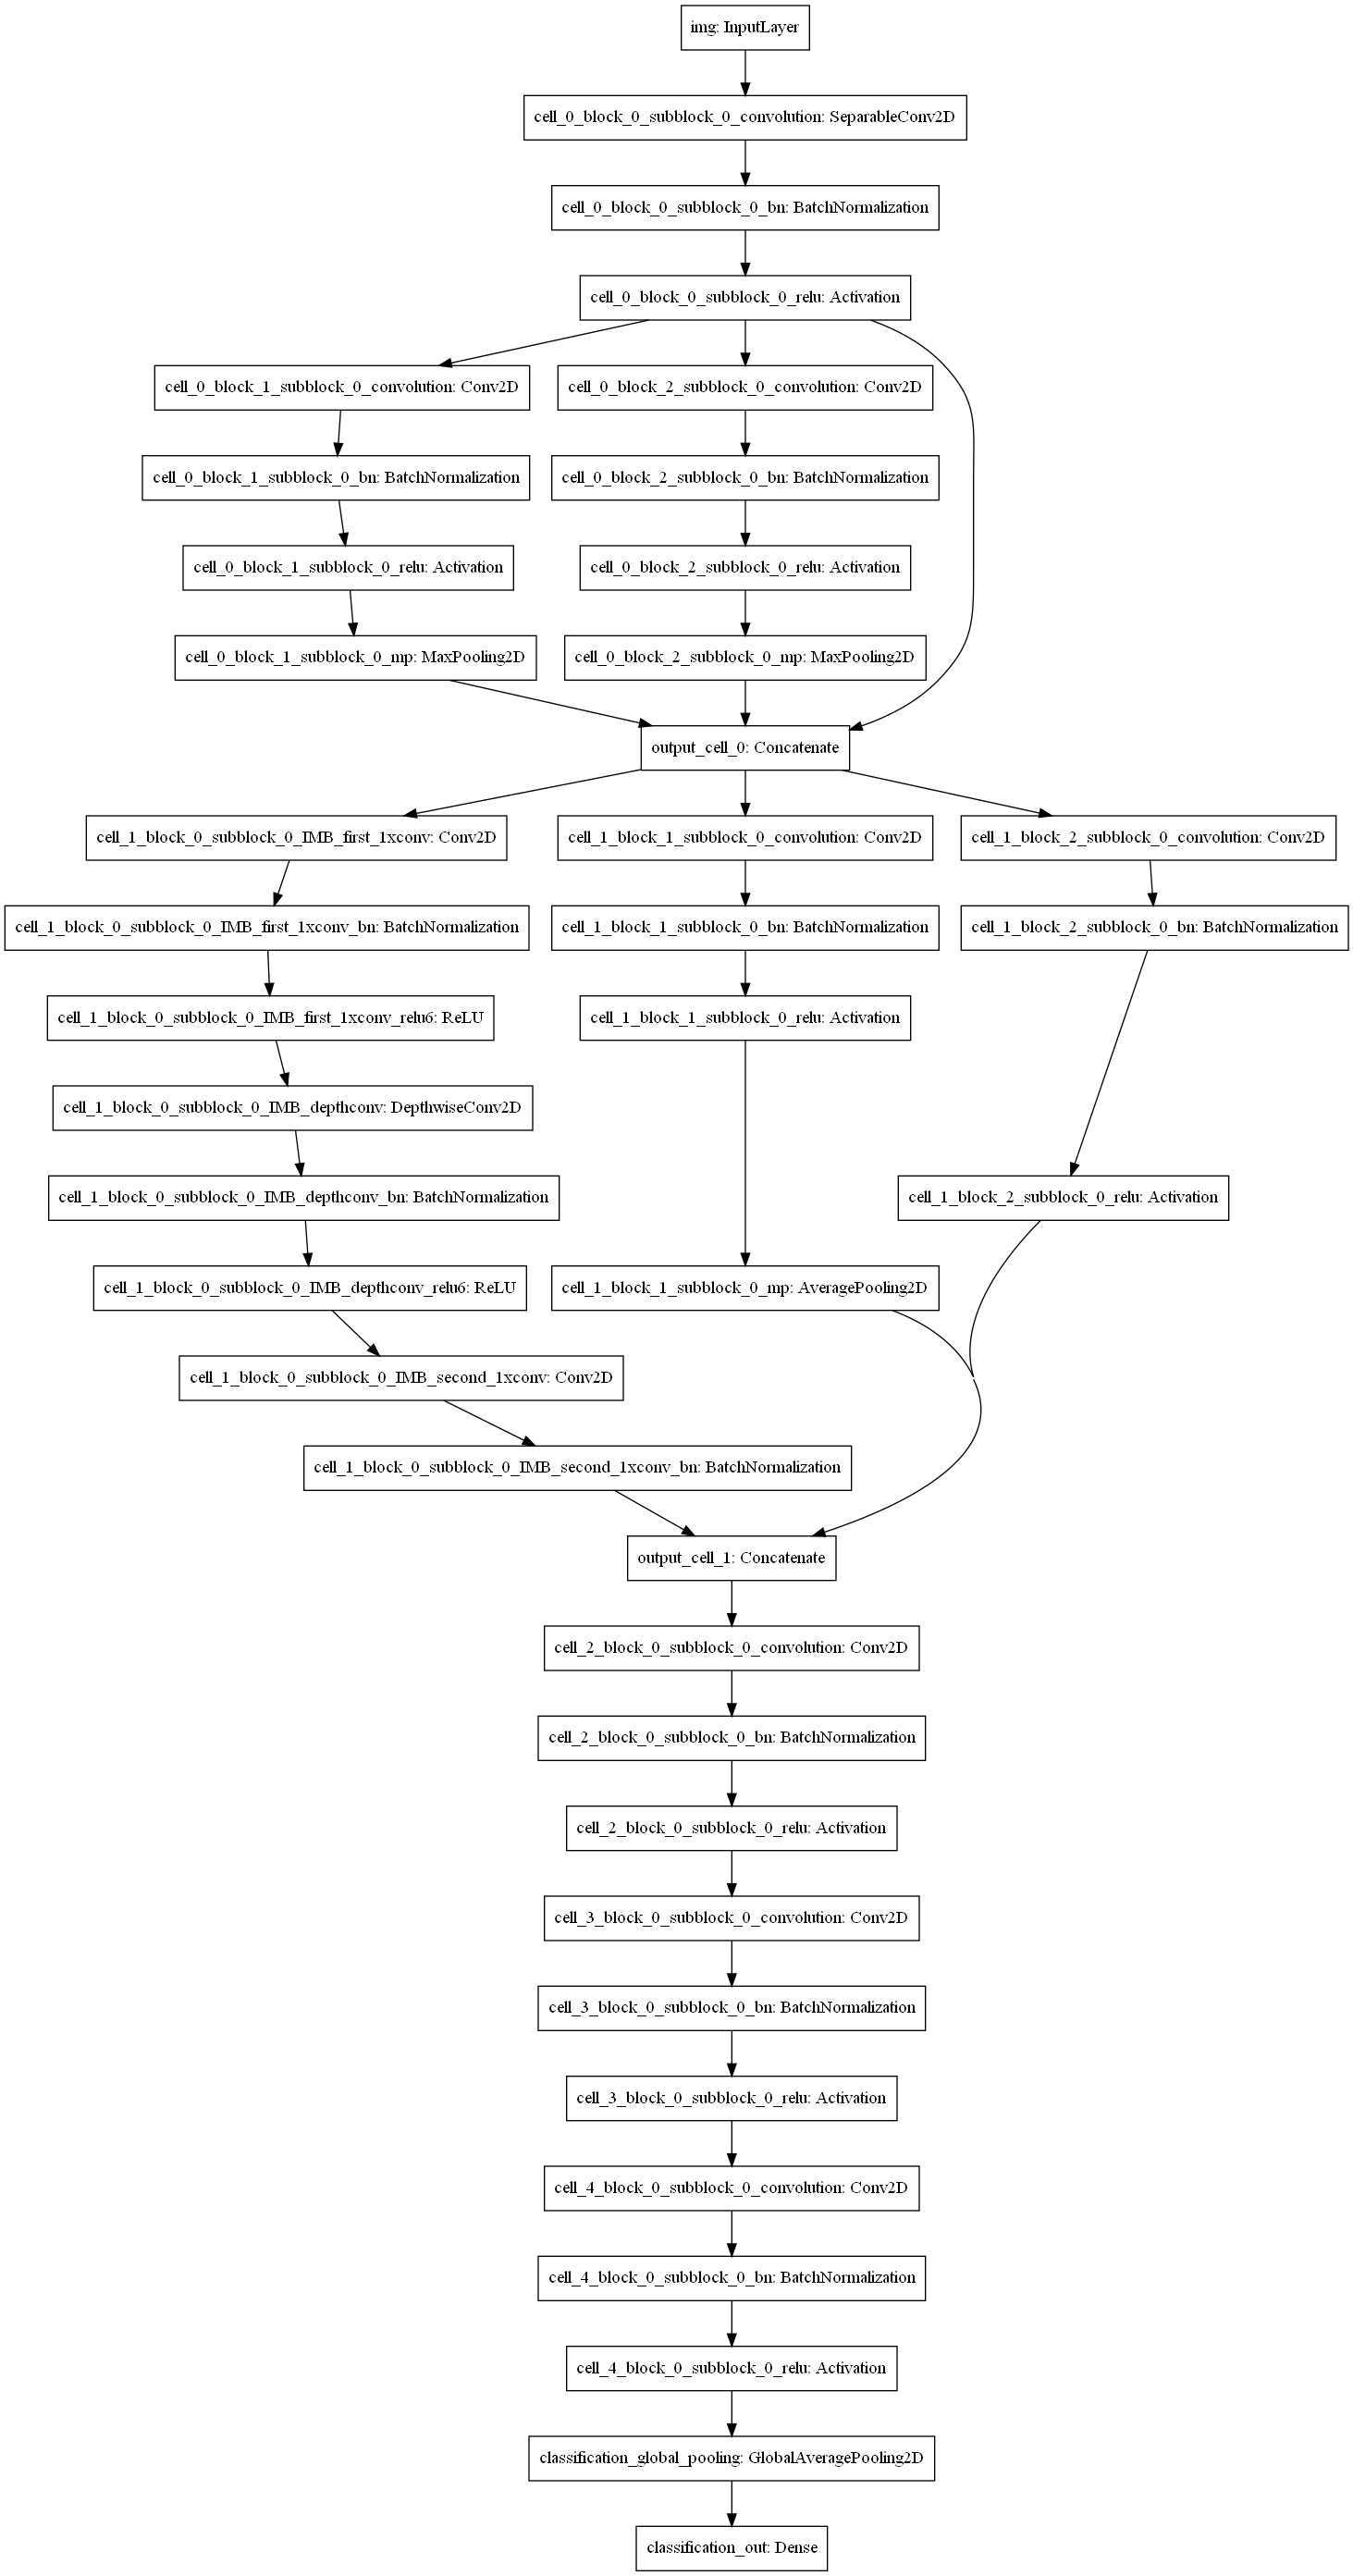 img: InputLayer
cell_0_block_0_subblock_0_convolution: SeparableConv2D
cell_0_block_0_subblock_0_bn: BatchNormalization
cell_0_block_0_subblock_0_relu: Activation
cell_0_block_1_subblock_0_convolution: Conv2D
cell_0_block_2_subblock_0_convolution: Conv2D
cell_0_block_1_subblock_0_bn: BatchNormalization
cell_0_block_2_subblock_0_bn: BatchNormalization
cell_0_block_1_subblock_0_relu: Activation
cell_0_block_2_subblock_0_relu: Activation
cell_0_block_1_subblock_0_mp: MaxPooling2D
cell_0_block_2_subblock_0_mp: MaxPooling2D
output_cell_0: Concatenate
cell_1_block_0_subblock_0_IMB_first_1xconv: Conv2D
cell_1_block_1_subblock_0_convolution: Conv2D
cell_1_block_2_subblock_0_convolution: Conv2D
cell_1_block_0_subblock_0_IMB_first_1xconv_bn: BatchNormalization
cell_1_block_1_subblock_0_bn: BatchNormalization
cell_1_block_2_subblock_0_bn: BatchNormalization
cell_1_block_0_subblock_0_IMB_first_1xconv_relu6: ReLU
cell_1_block_1_subblock_0_relu: Activation
cell_1_block_0_subblock_0_IMB_depthconv: DepthwiseConv2D
cell_1_block_0_subblock_0_IMB_depthconv_bn: BatchNormalization
cell_1_block_2_subblock_0_relu: Activation
cell_1_block_0_subblock_0_IMB_depthconv_relu6: ReLU
cell_1_block_1_subblock_0_mp: AveragePooling2D
cell_1_block_0_subblock_0_IMB_second_1xconv: Conv2D
cell_1_block_0_subblock_0_IMB_second_1xconv_bn: BatchNormalization
output_cell_1: Concatenate
cell_2_block_0_subblock_0_convolution: Conv2D
cell_2_block_0_subblock_0_bn: BatchNormalization
cell_2_block_0_subblock_0_relu: Activation
cell_3_block_0_subblock_0_convolution: Conv2D
cell_3_block_0_subblock_0_bn: BatchNormalization
cell_3_block_0_subblock_0_relu: Activation
cell_4_block_0_subblock_0_convolution: Conv2D
cell_4_block_0_subblock_0_bn: BatchNormalization
cell_4_block_0_subblock_0_relu: Activation
classification_global_pooling: GlobalAveragePooling2D
classification_out: Dense